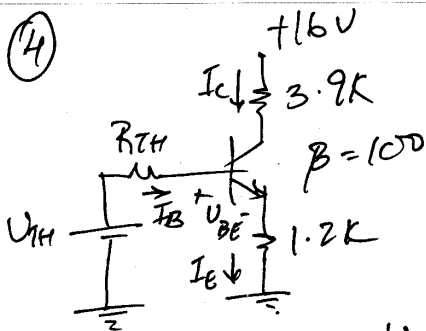 4
+16V
Ic 3.9K
RTH
β=100
IB + VBE -
VTH
1.2K
IE